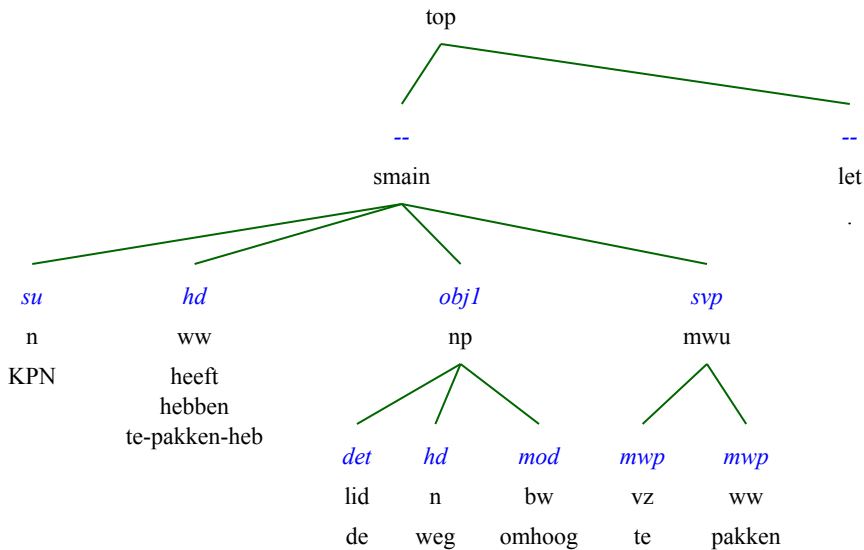 top
-- --
smain let
.
su hd obj1 svp
n ww np mwu
KPN heeft
hebben
te-pakken-heb
det hd mod mwp mwp
lid n bw vz ww
de weg omhoog te pakken